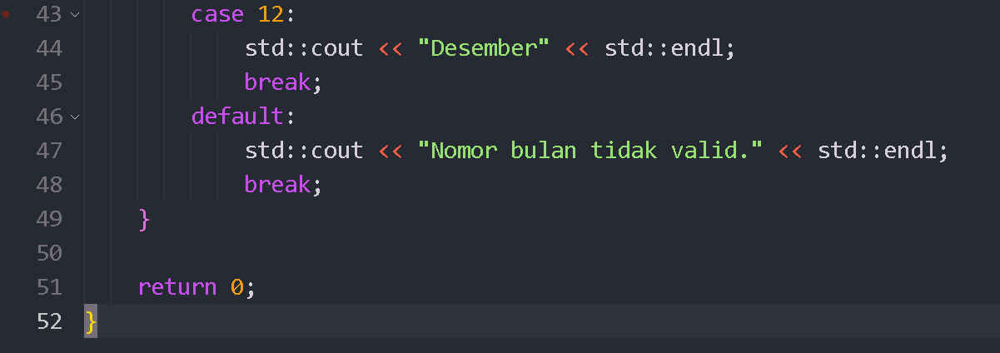 43 case 12:
44 std::cout << "Desember" << std::endl;
45 break;
46 default:
47 std::cout << "Nomor bulan tidak valid." << std::endl;
48 break;
49 }
50
51 return 0;
52 }